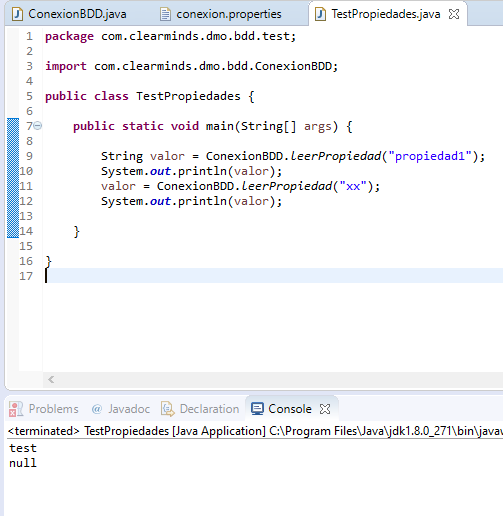 ConexionBDD.java
conexion.properties
TestPropiedades.java
1 package com.clearminds.dmo.bdd.test;
2
3 import com.clearminds.dmo.bdd.ConexionBDD;
4
5 public class TestPropiedades {
6
7 public static void main(String[] args) {
8
9 String valor = ConexionBDD.leerPropiedad("propiedad1");
10 System.out.println(valor);
11 valor = ConexionBDD.leerPropiedad("xx");
12 System.out.println(valor);
13
14 }
15
16 }
17
Problems @ Javadoc Declaration Console
<terminated> TestPropiedades [Java Application] C:\Program Files\Java\jdk1.8.0_271\bin\javaw
test
null